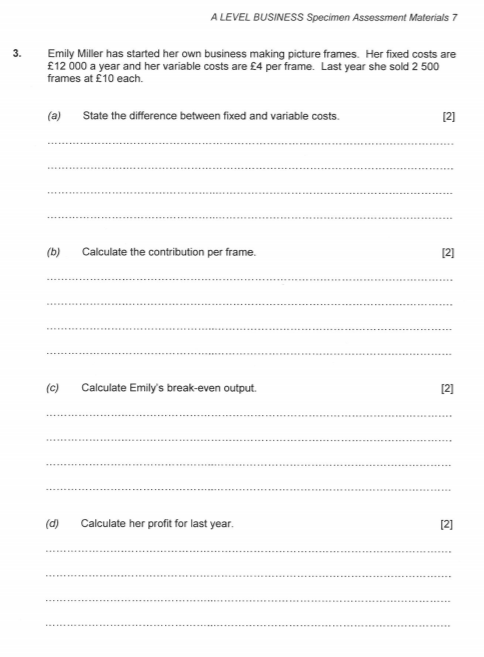 A LEVEL BUSINESS Specimen Assessment Materials 7
3. Emily Miller has started her own business making picture frames. Her fixed costs are
£12 000 a year and her variable costs are £4 per frame. Last year she sold 2 500
frames at £10 each.
(a) State the difference between fixed and variable costs. [2]
(b) Calculate the contribution per frame. [2]
(c) Calculate Emily's break-even output. [2]
(d) Calculate her profit for last year. [2]